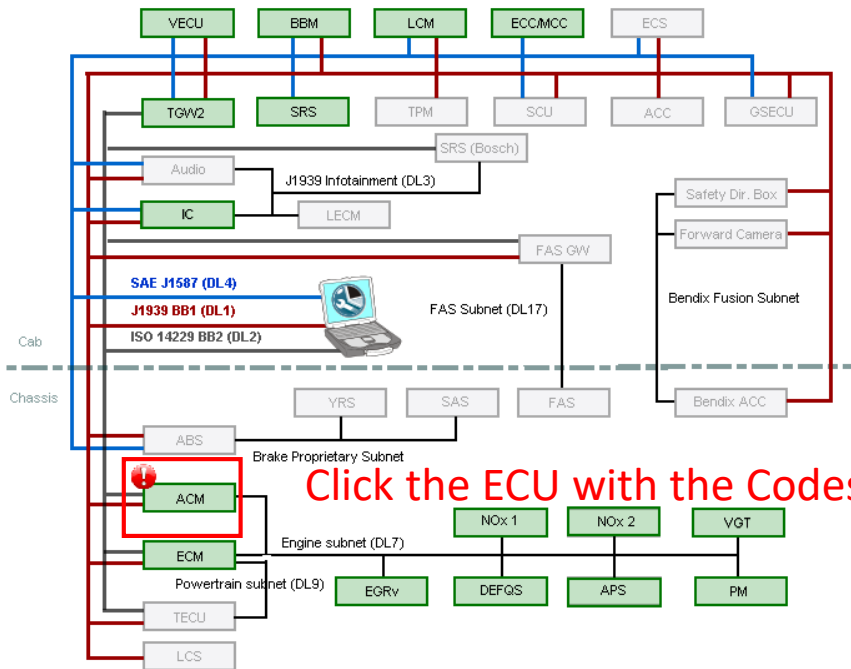 VECU BBM LCM ECC/MCC ECS
TGW2 SRS TPM SCU ACC GSECU
SRS (Bosch)
Audio
J1939 Infotainment (DL3)
Safety Dir. Box
IC LECM
Forward Camera
FAS GW
SAE J1587 (DL4)
Bendix Fusion Subnet
J1939 BB1 (DL1) FAS Subnet (DL17)
ISO 14229 BB2 (DL2)
Cab
Chassis
YRS SAS FAS Bendix ACC
ABS
Brake Proprietary Subnet
Click the ECU with the Codes
ACM
NOx 1 NOx 2 VGT
Engine subnet (DL7)
ECM
Powertrain subnet (DL9)
EGRv DEFQS APS PM
TECU
LCS